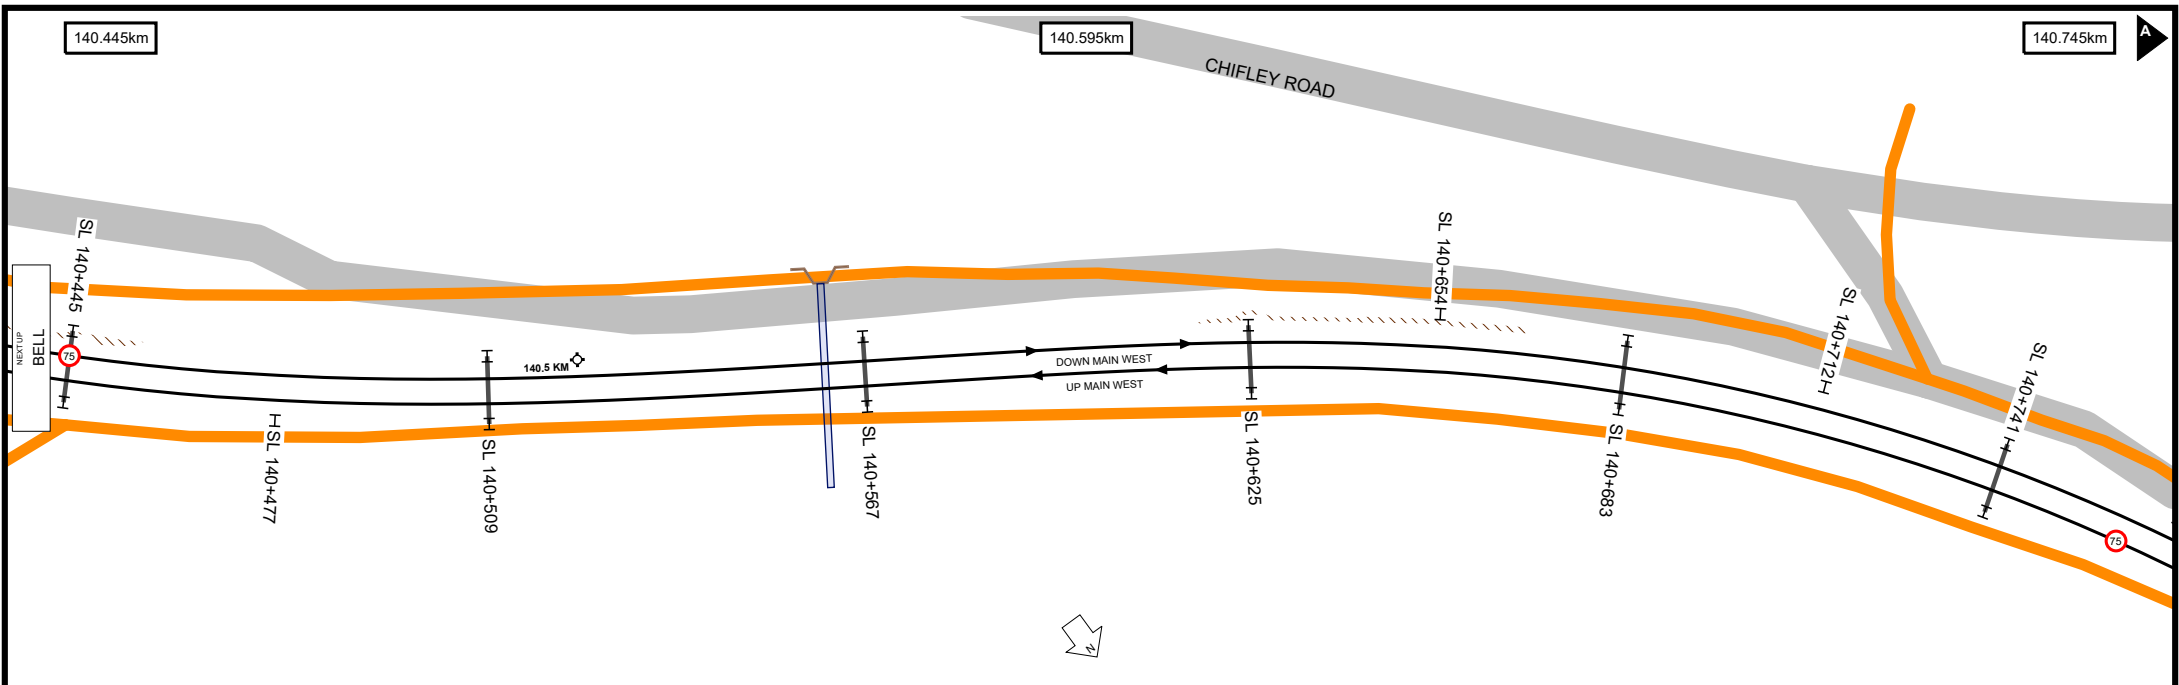 140.445km
140.595km
140.745km
A
CHIFLEY ROAD
SL 140+445
SL 140+654
SL 140+712
SL 140+741
NEXT UP
BELL
75
140.5 KM
DOWN MAIN WEST
UP MAIN WEST
SL 140+477
SL 140+509
SL 140+567
SL 140+625
SL 140+683
75
N